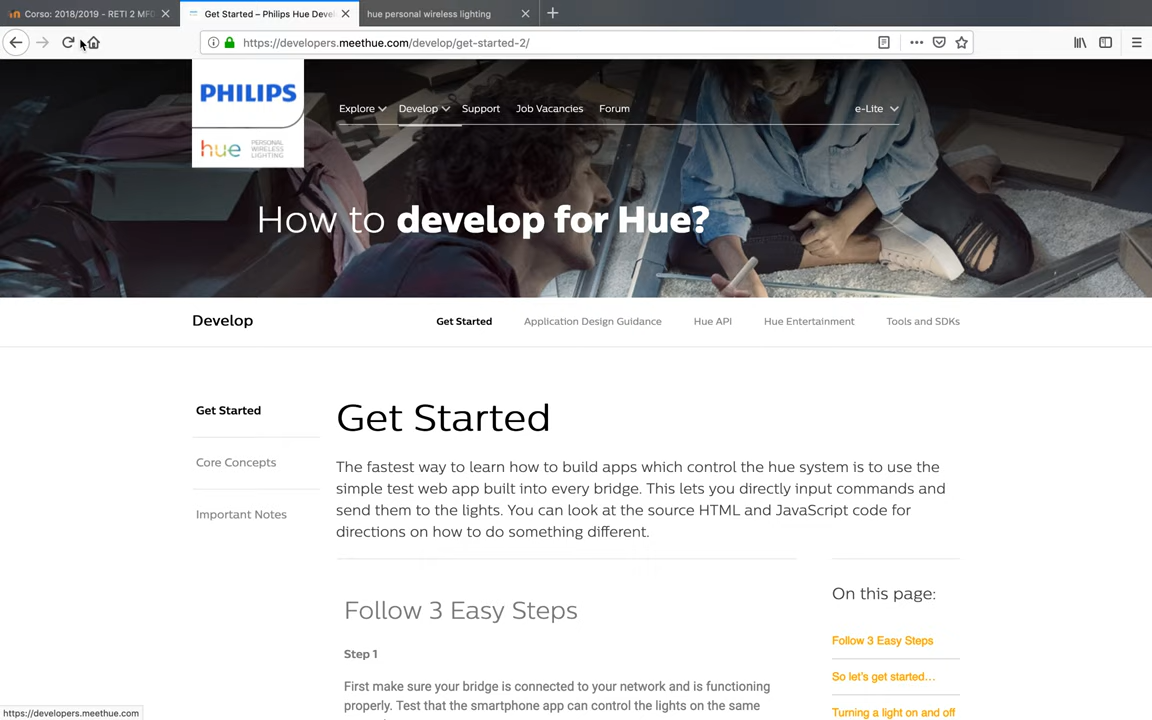 Corso: 2018/2019 - RETI 2 MFC
Get Started – Philips Hue Devel
hue personal wireless lighting
https://developers.meethue.com/develop/get-started-2/
PHILIPS
hue PERSONAL WIRELESS LIGHTING
Explore Develop Support Job Vacancies Forum e-Lite
How to develop for Hue?
Develop
Get Started Application Design Guidance Hue API Hue Entertainment Tools and SDKs
Get Started
Core Concepts
Important Notes
Get Started
The fastest way to learn how to build apps which control the hue system is to use the
simple test web app built into every bridge. This lets you directly input commands and
send them to the lights. You can look at the source HTML and JavaScript code for
directions on how to do something different.
Follow 3 Easy Steps
Step 1
First make sure your bridge is connected to your network and is functioning
properly. Test that the smartphone app can control the lights on the same
On this page:
Follow 3 Easy Steps
So let's get started…
Turning a light on and off
https://developers.meethue.com